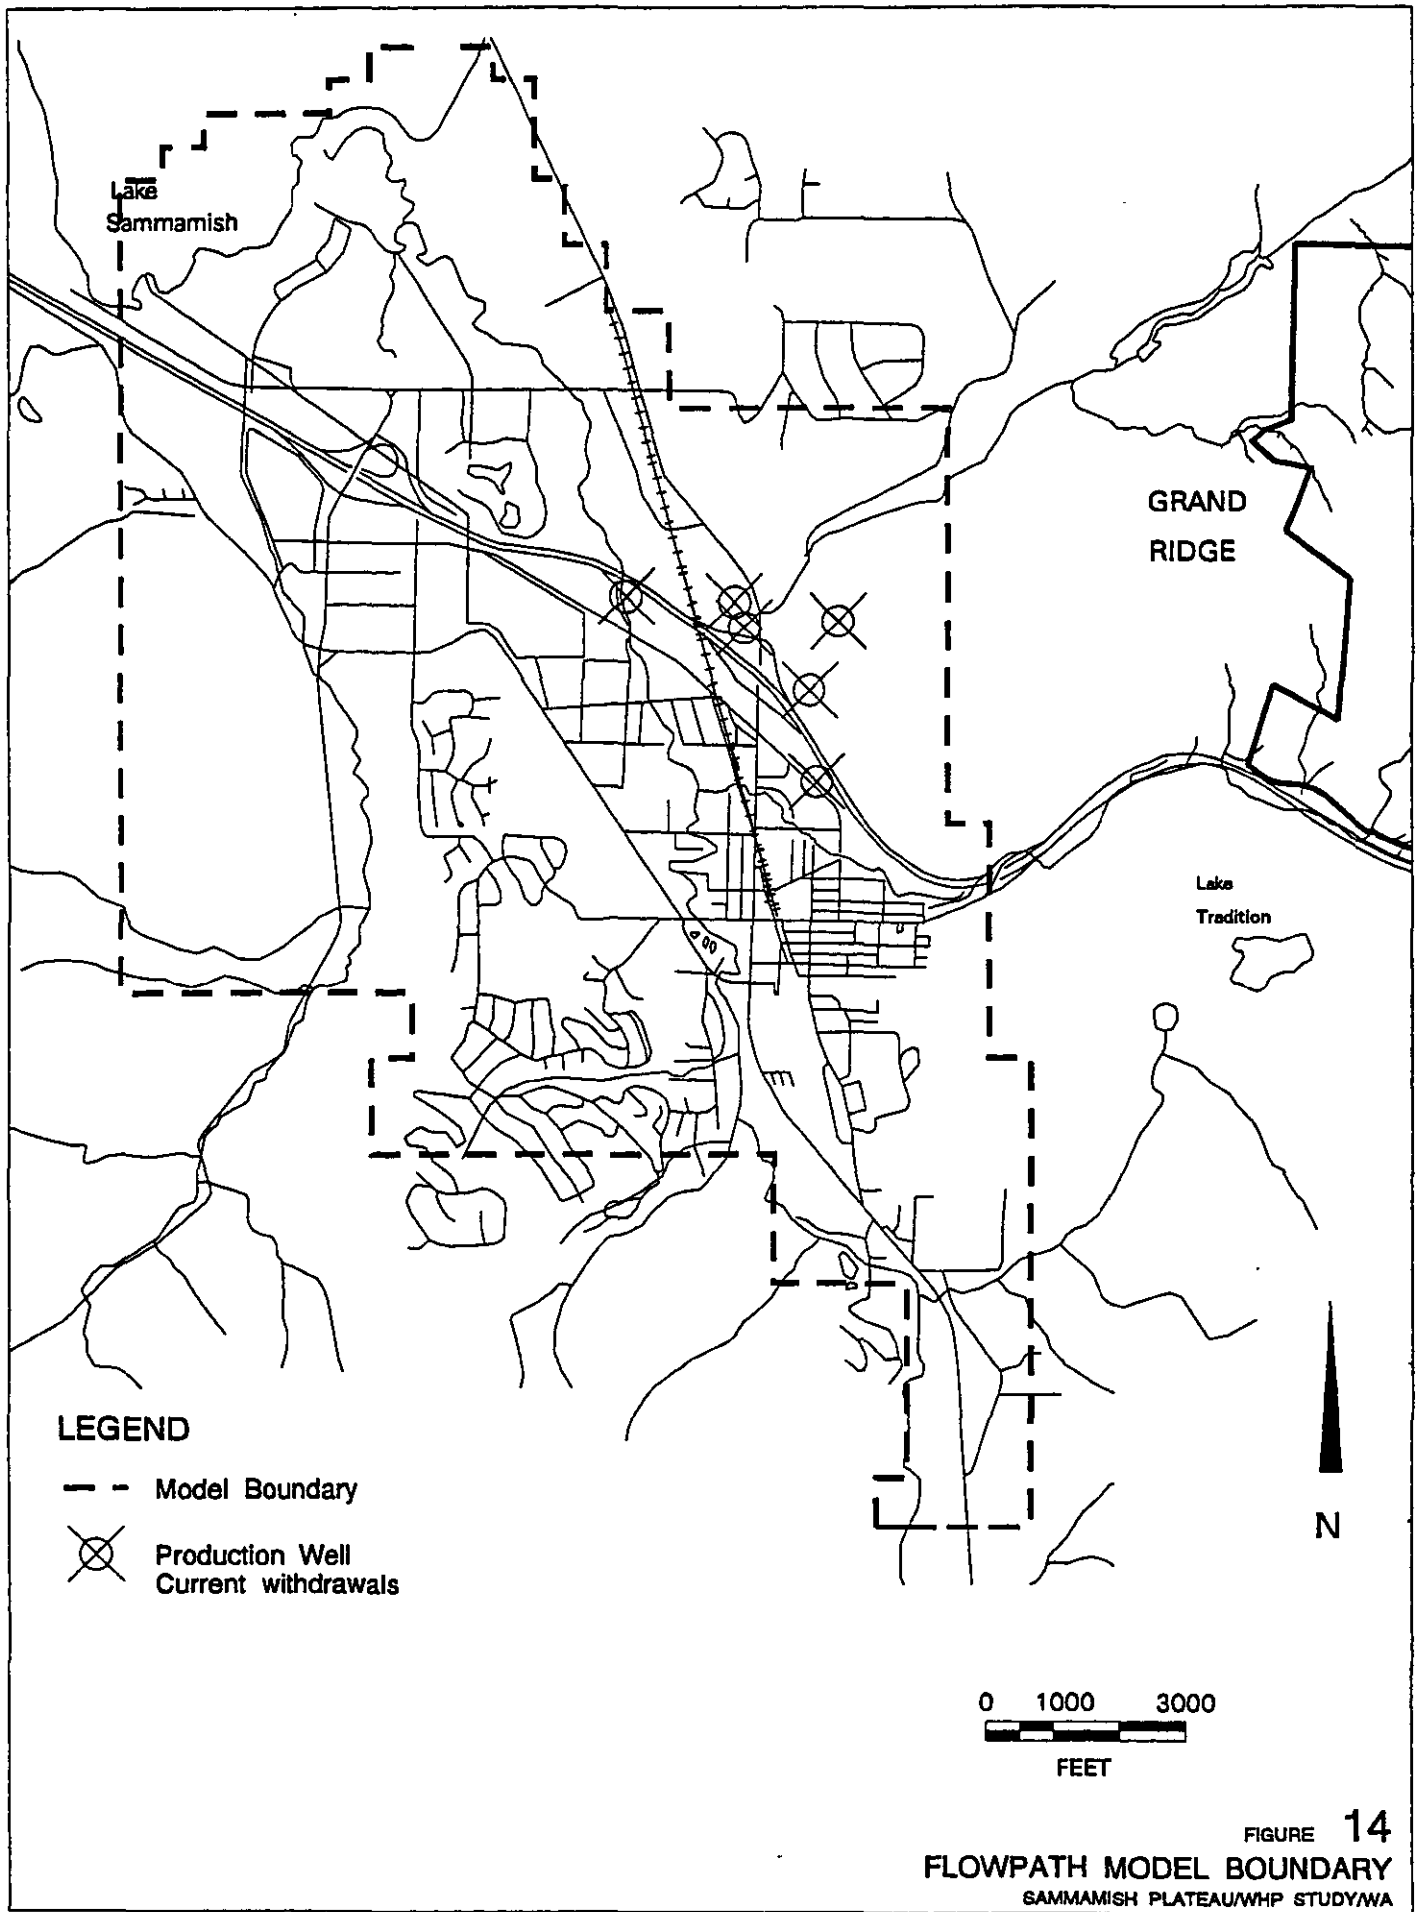 Lake
Sammamish
GRAND
RIDGE
Lake
Tradition
LEGEND
Model Boundary
Production Well
Current withdrawals
N
0 1000 3000
FEET
FIGURE 14
FLOWPATH MODEL BOUNDARY
SAMMAMISH PLATEAU/WHP STUDY/WA